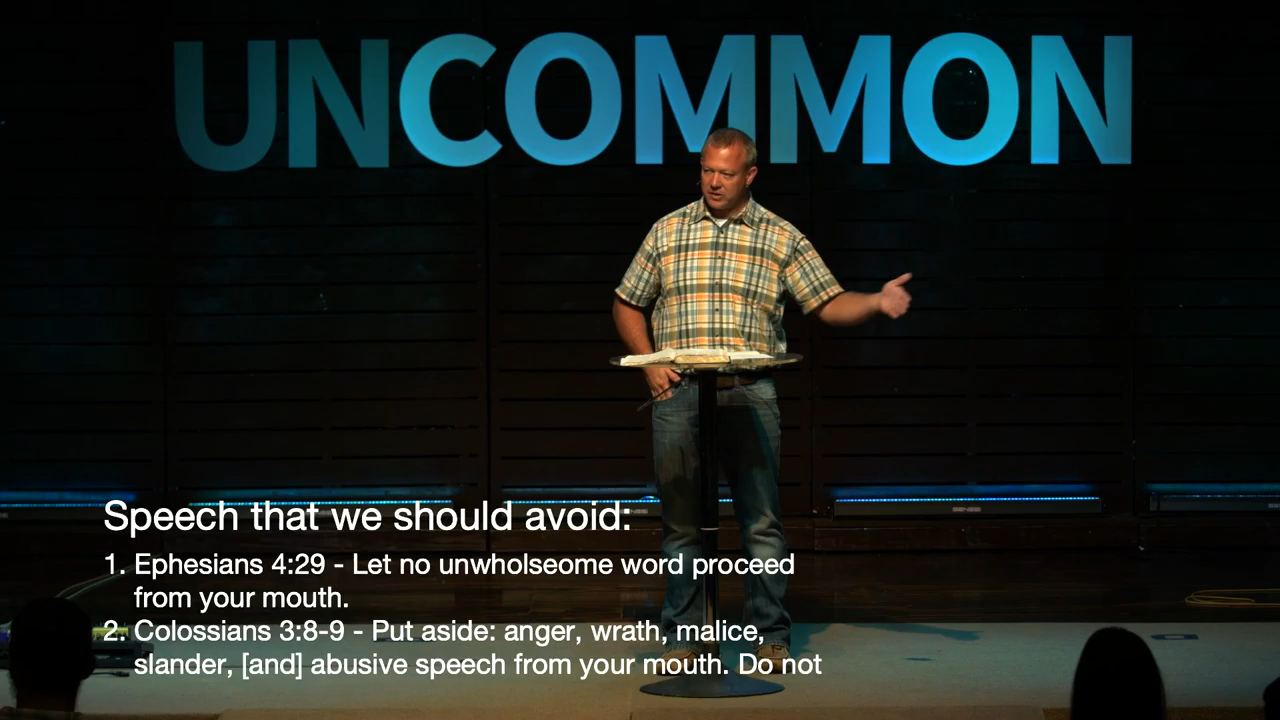 UNCOMMON
Speech that we should avoid:
1. Ephesians 4:29 - Let no unwholseome word proceed
from your mouth.
2. Colossians 3:8-9 - Put aside: anger, wrath, malice,
slander, [and] abusive speech from your mouth. Do not